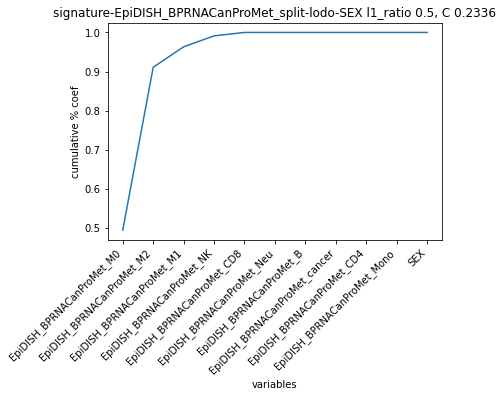 signature-EpiDISH_BPRNACanProMet_split-lodo-SEX l1_ratio 0.5, C 0.2336
1.0
0.9
0.8
0.7
0.6
0.5
cumulative % coef
EpiDISH_BPRNACanProMet_M0
EpiDISH_BPRNACanProMet_M2
EpiDISH_BPRNACanProMet_M1
EpiDISH_BPRNACanProMet_NK
EpiDISH_BPRNACanProMet_CD8
EpiDISH_BPRNACanProMet_Neu
EpiDISH_BPRNACanProMet_B
EpiDISH_BPRNACanProMet_cancer
EpiDISH_BPRNACanProMet_CD4
EpiDISH_BPRNACanProMet_Mono
SEX
variables